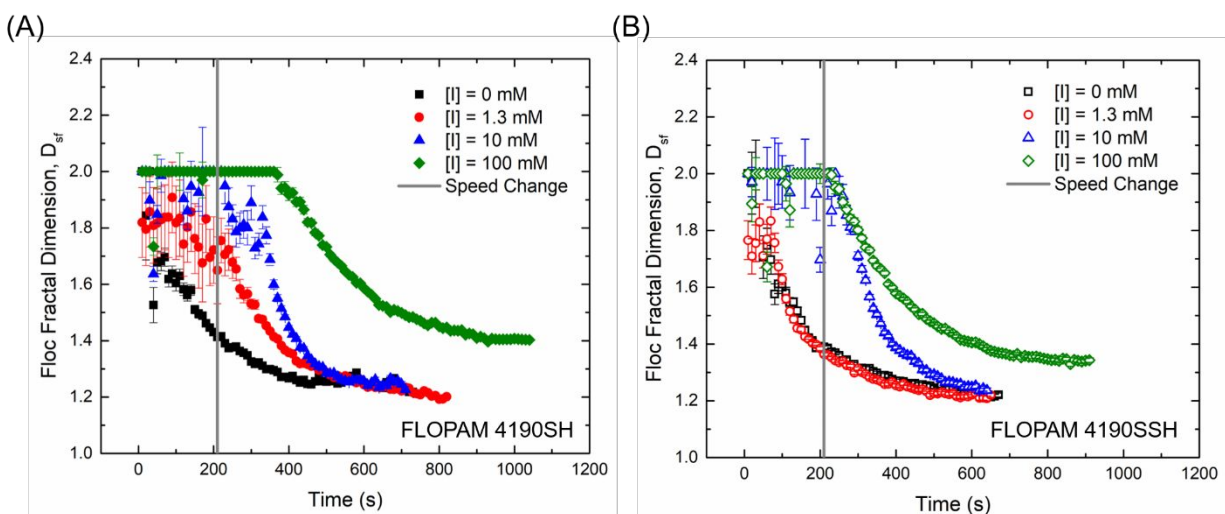 (A)
2.4
2.2
2.0
1.8
1.6
1.4
1.2
1.0
Floc Fractal Dimension, D_sf
[I] = 0 mM
[I] = 1.3 mM
[I] = 10 mM
[I] = 100 mM
Speed Change
FLOPAM 4190SH
0 200 400 600 800 1000 1200
Time (s)
(B)
2.4
2.2
2.0
1.8
1.6
1.4
1.2
1.0
Floc Fractal Dimension, D_sf
[I] = 0 mM
[I] = 1.3 mM
[I] = 10 mM
[I] = 100 mM
Speed Change
FLOPAM 4190SSH
0 200 400 600 800 1000 1200
Time (s)